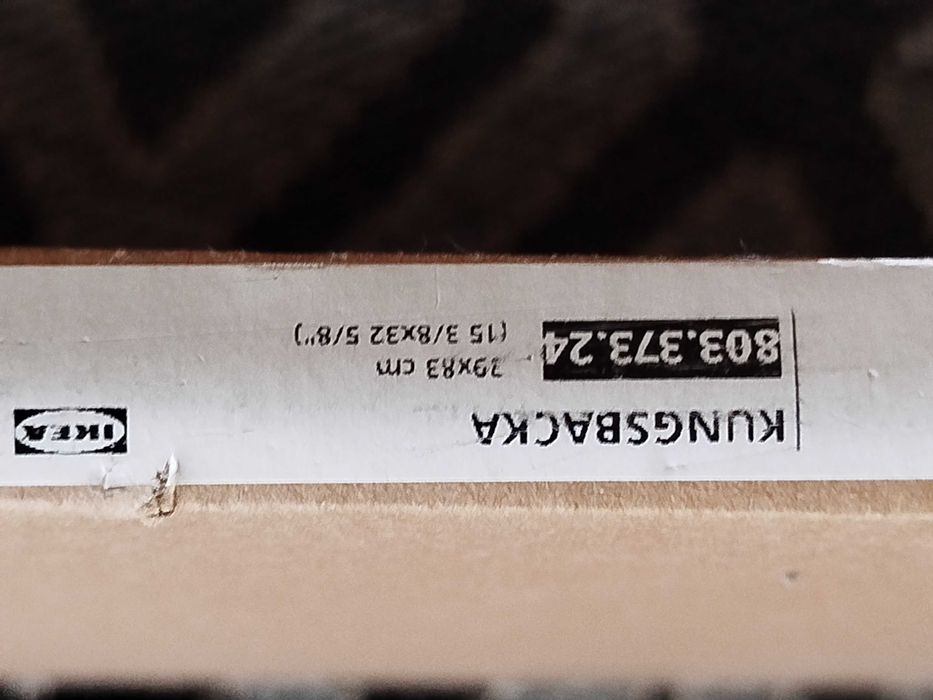 KUNGSBACKA
803.373.24
39x83 cm
(15 3/8x32 5/8")
IKEA